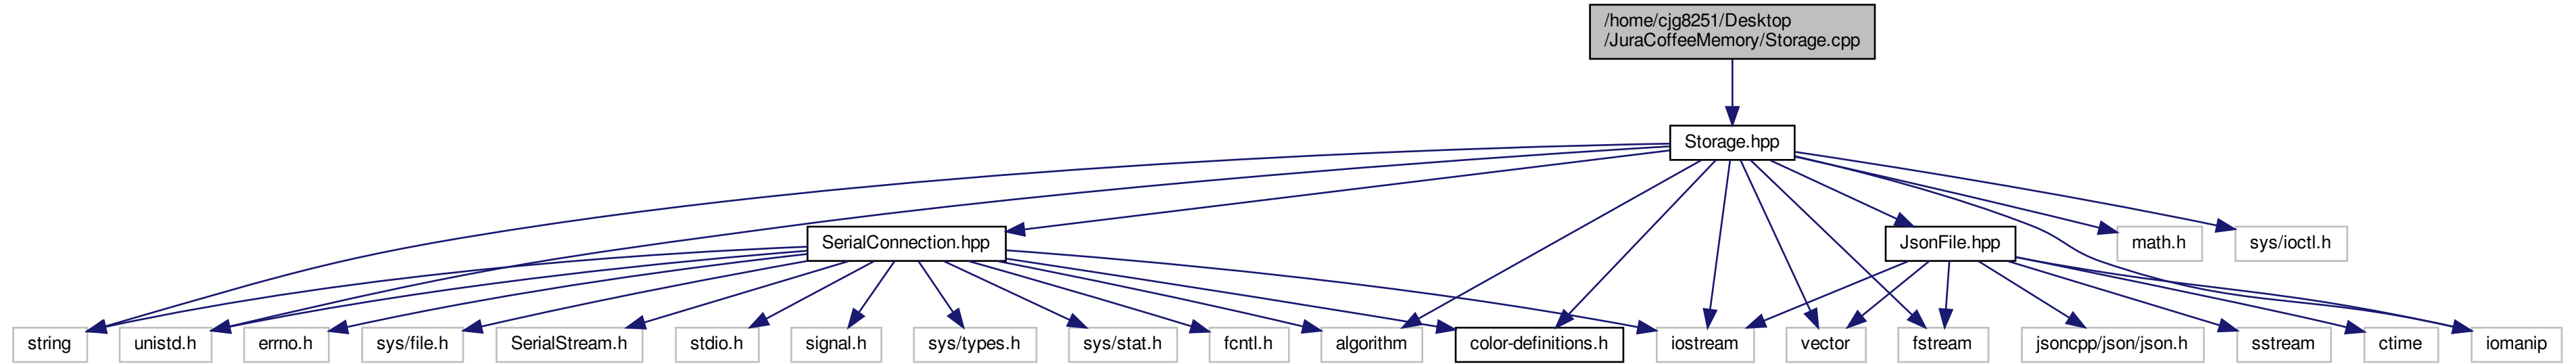 /home/cjg8251/Desktop
/JuraCoffeeMemory/Storage.cpp
Storage.hpp
SerialConnection.hpp
JsonFile.hpp
math.h
sys/ioctl.h
string
unistd.h
errno.h
sys/file.h
SerialStream.h
stdio.h
signal.h
sys/types.h
sys/stat.h
fcntl.h
algorithm
color-definitions.h
iostream
vector
fstream
jsoncpp/json/json.h
sstream
ctime
iomanip